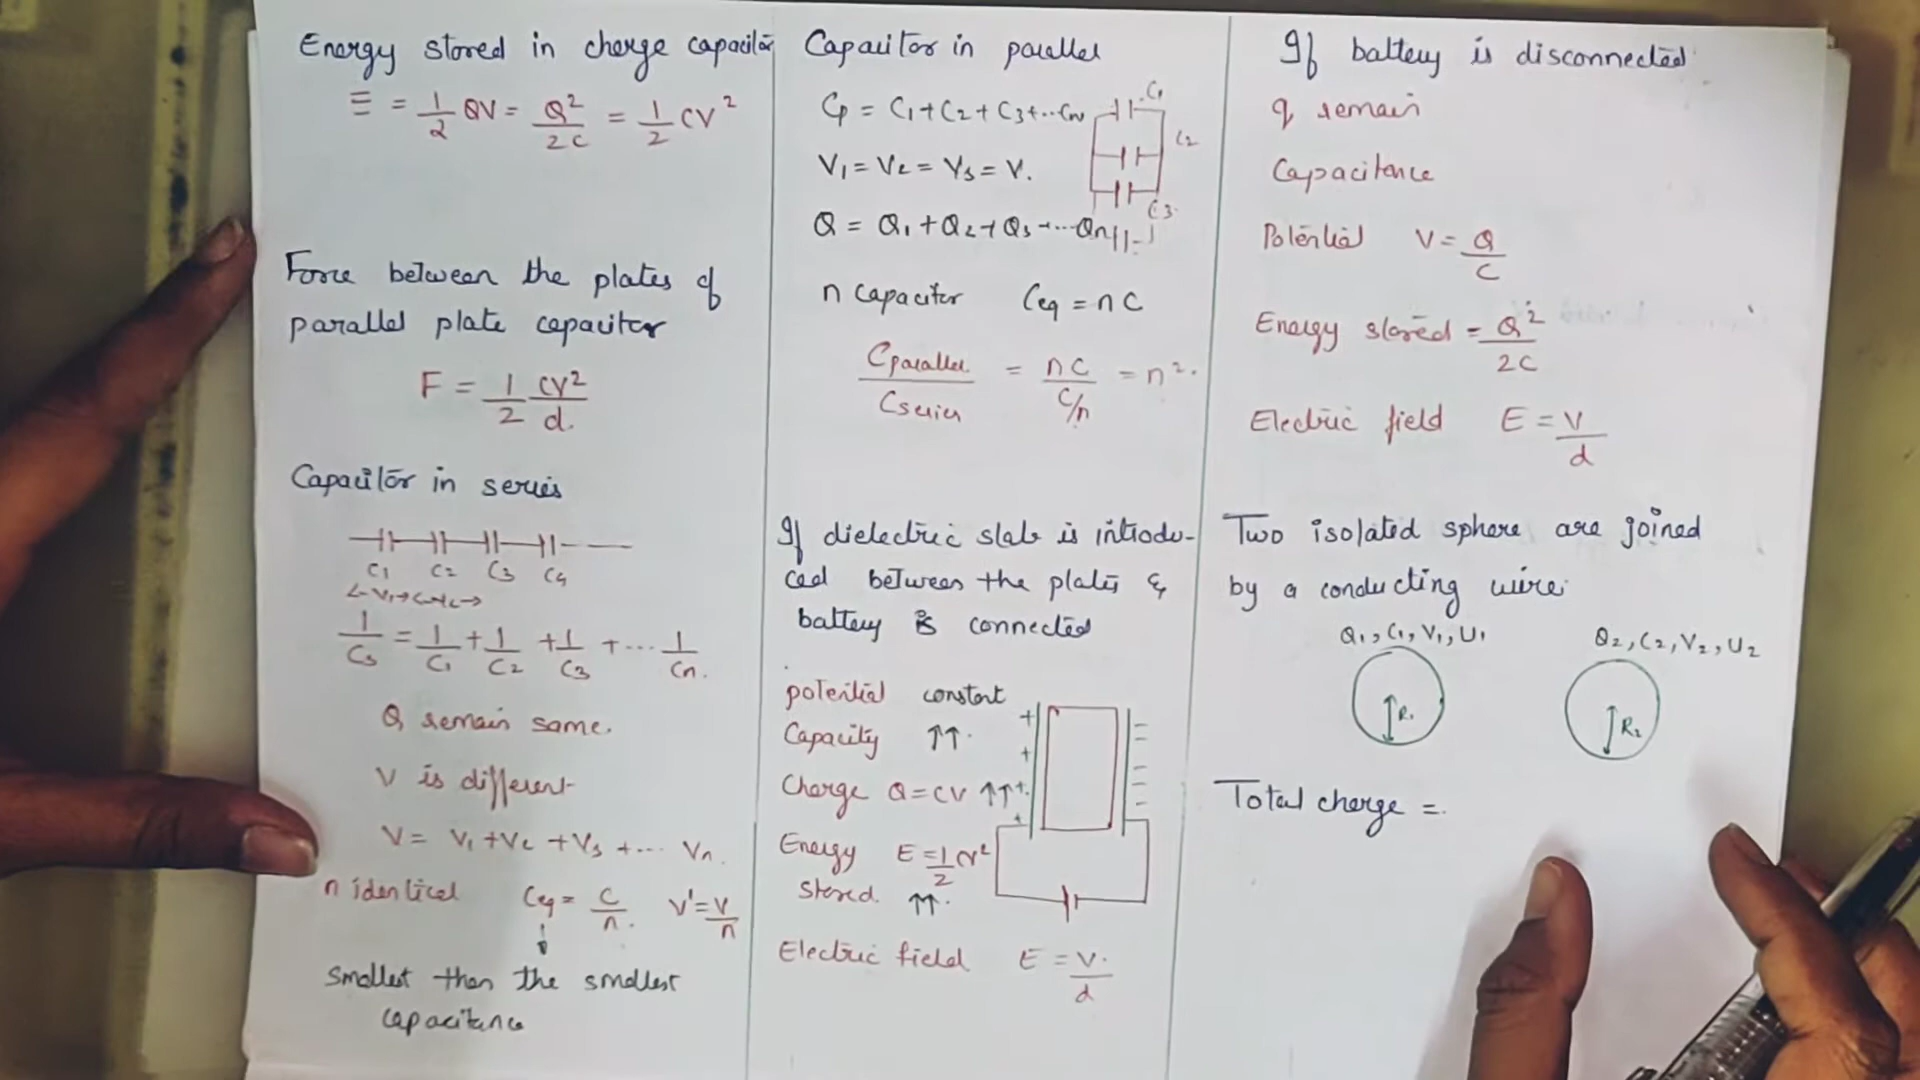 Energy stored in charge capacitor
E = 1/2 QV = Q²/2C = 1/2 CV²
Force between the plates of
parallel plate capacitor
F = 1/2 CV²/d.
Capacitor in series
C1 C2 C3 C4
<-V1-><-V2->
1/Cs = 1/C1 + 1/C2 + 1/C3 + ... 1/Cn.
Q remain same.
V is different
V = V1 + V2 + V3 + ... Vn.
n identical Ceq = C/n. V' = V/n
Smallest than the smallest
capacitance
Capacitor in parallel
Cp = C1 + C2 + C3 + ... Cn
C1
C2
V1 = V2 = V3 = V.
C3
Q = Q1 + Q2 + Q3 + ... Qn
n capacitor Ceq = nC
Cparallel/Cseries = nC/C/n = n².
If dielectric slab is introdu-
ced between the plates &
battery is connected
potential constant
Capacity ↑↑.
Charge Q = CV ↑↑
Energy E = 1/2 CV²
Stored. ↑↑.
Electric field E = V/d
+ + + +
- - - - -
If battery is disconnected
q remain
Capacitance
Potential V = Q/C
Energy stored = Q²/2C
Electric field E = V/d
Two isolated sphere are joined
by a conducting wire.
Q1, C1, V1, U1 Q2, C2, V2, U2
R1 R2
Total charge =